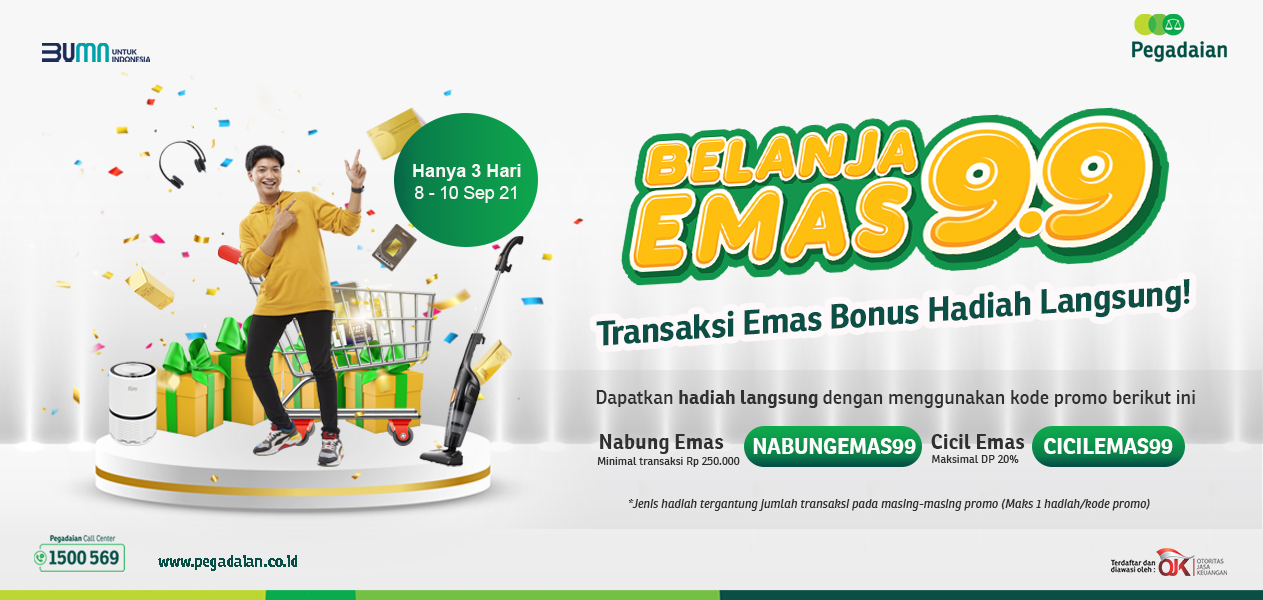 BUMN UNTUK
INDONESIA
Pegadaian
Hanya 3 Hari
8 - 10 Sep 21
BELANJA
EMAS 9.9
Transaksi Emas Bonus Hadiah Langsung!
Dapatkan hadiah langsung dengan menggunakan kode promo berikut ini
Nabung Emas
Minimal transaksi Rp 250.000
NABUNGEMAS99
Cicil Emas
Maksimal DP 20%
CICILEMAS99
*Jenis hadiah tergantung jumlah transaksi pada masing-masing promo (Maks 1 hadiah/kode promo)
Pegadaian Call Center
1500 569
www.pegadaian.co.id
Terdaftar dan
diawasi oleh :
OJK
OTORITAS
JASA
KEUANGAN